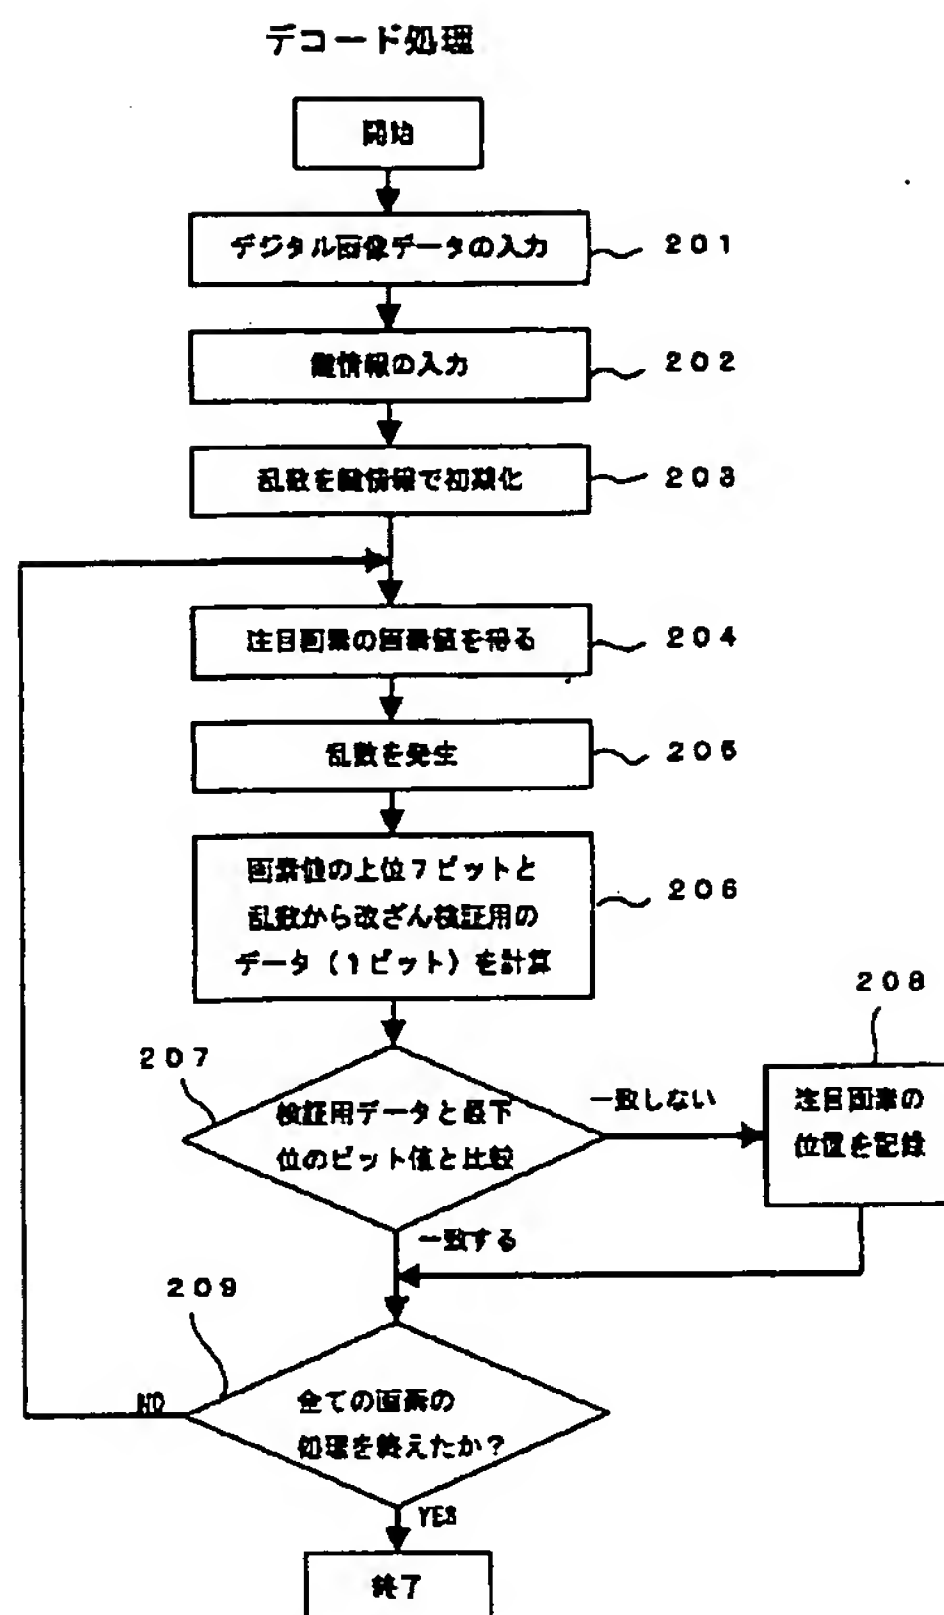 デコード処理
開始
デジタル画像データの入力
201
鍵情報の入力
202
乱数を鍵情報で初期化
203
注目画素の画素値を得る
204
乱数を発生
205
画素値の上位7ビットと
乱数から改ざん検証用の
データ(1ビット)を計算
206
207
検証用データと最下
位のビット値と比較
一致しない
208
注目画素の
位置を記録
一致する
209
全ての画素の
処理を終えたか?
NO
YES
終了